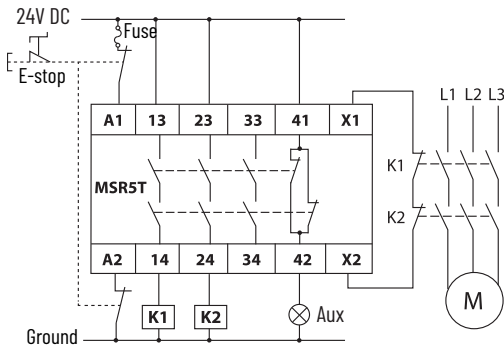 24V DC
Fuse
E-stop
L1 L2 L3
A1 13 23 33 41 X1
K1
MSR5T
K2
A2 14 24 34 42 X2
K1 K2
Aux
M
Ground